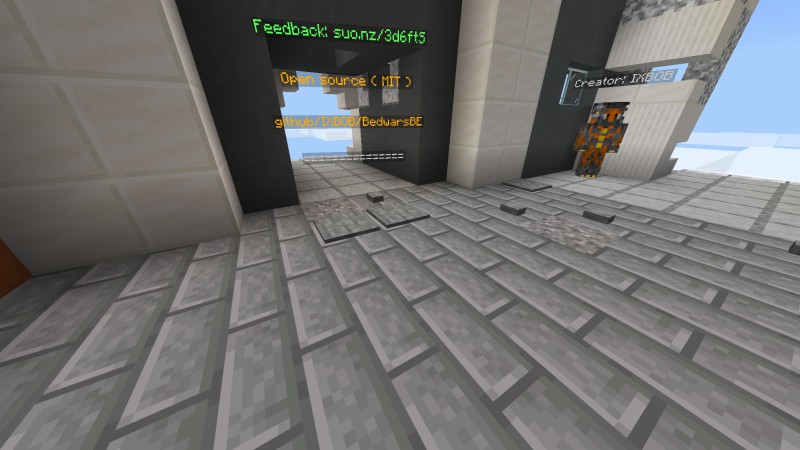 Feedback: suo.nz/3d6ft5
Open source ( MIT )
github/IXBOB/BedwarsBE
================
Creator: IXBOB